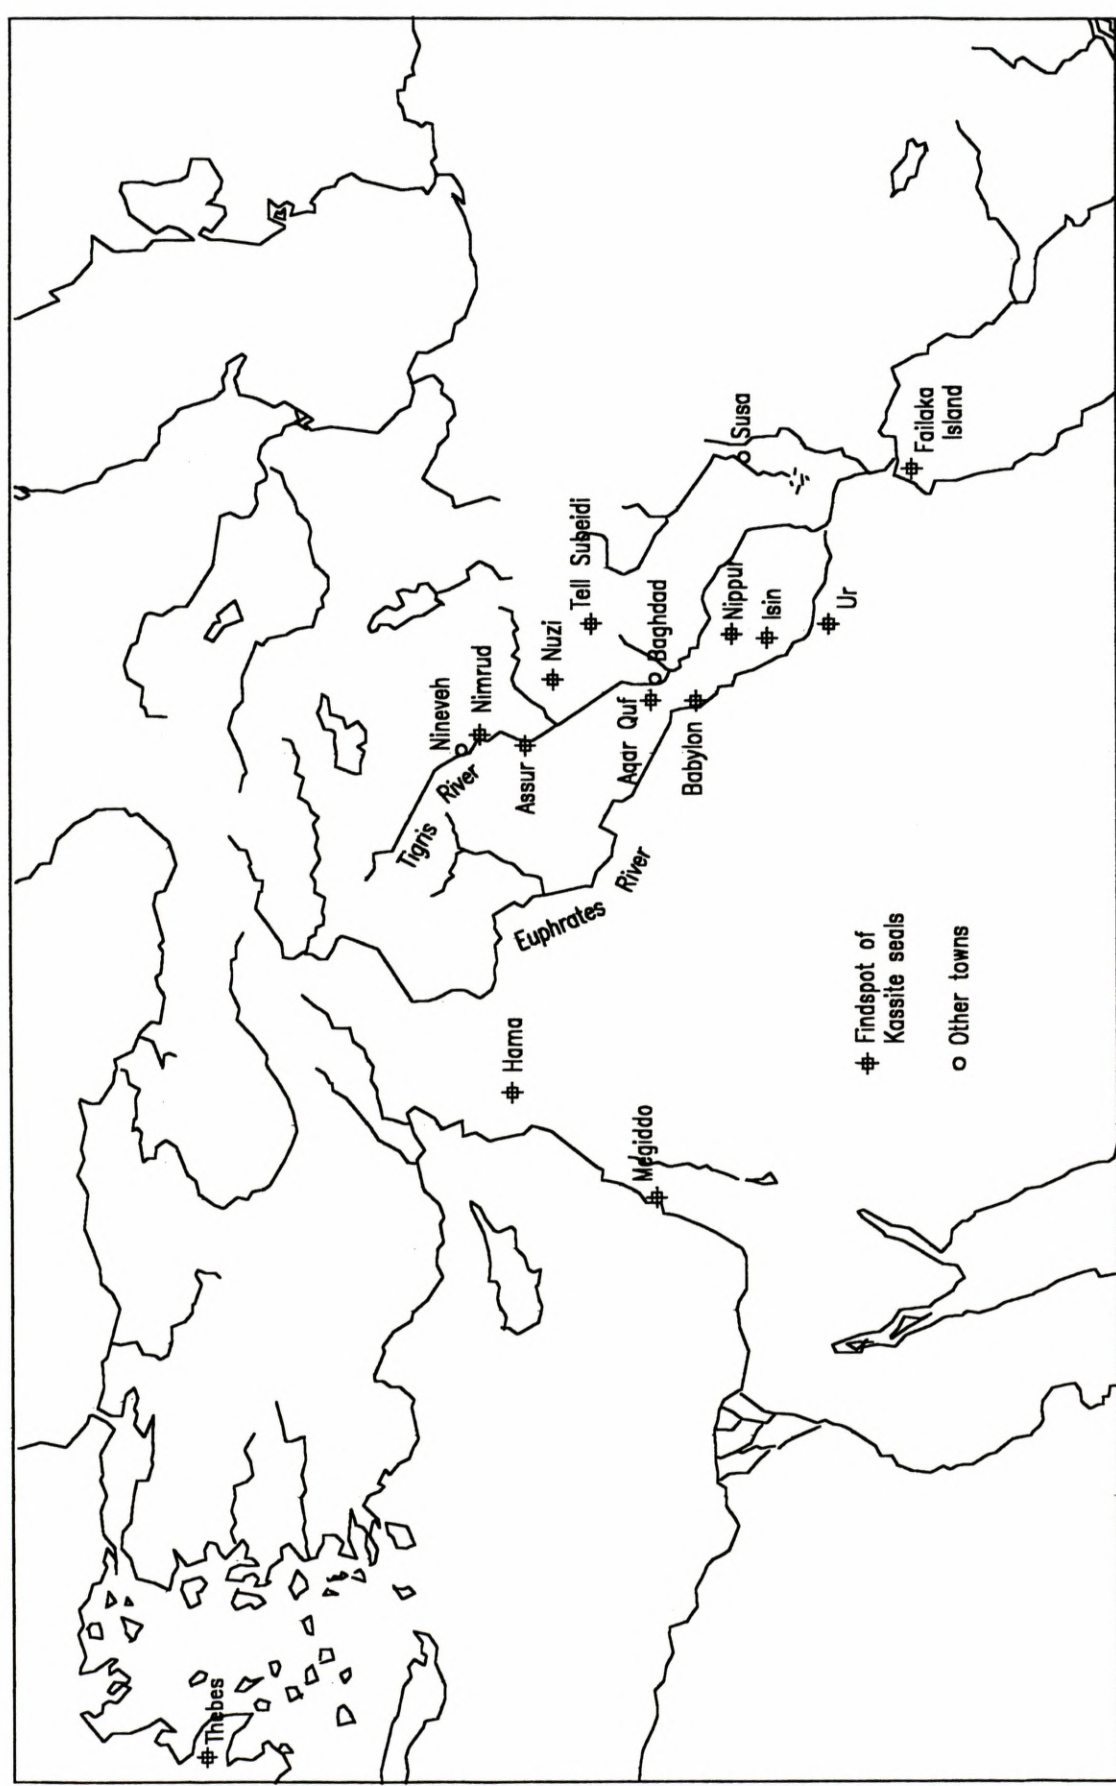 Thebes
Hama
Megiddo
Tigris
River
Nineveh
Nimrud
Assur
Nuzi
Tell Subeidi
Euphrates
River
Aqar Quf
Baghdad
Babylon
Nippur
Isin
Ur
Susa
Failaka
Island
Findspot of
Kassite seals
Other towns